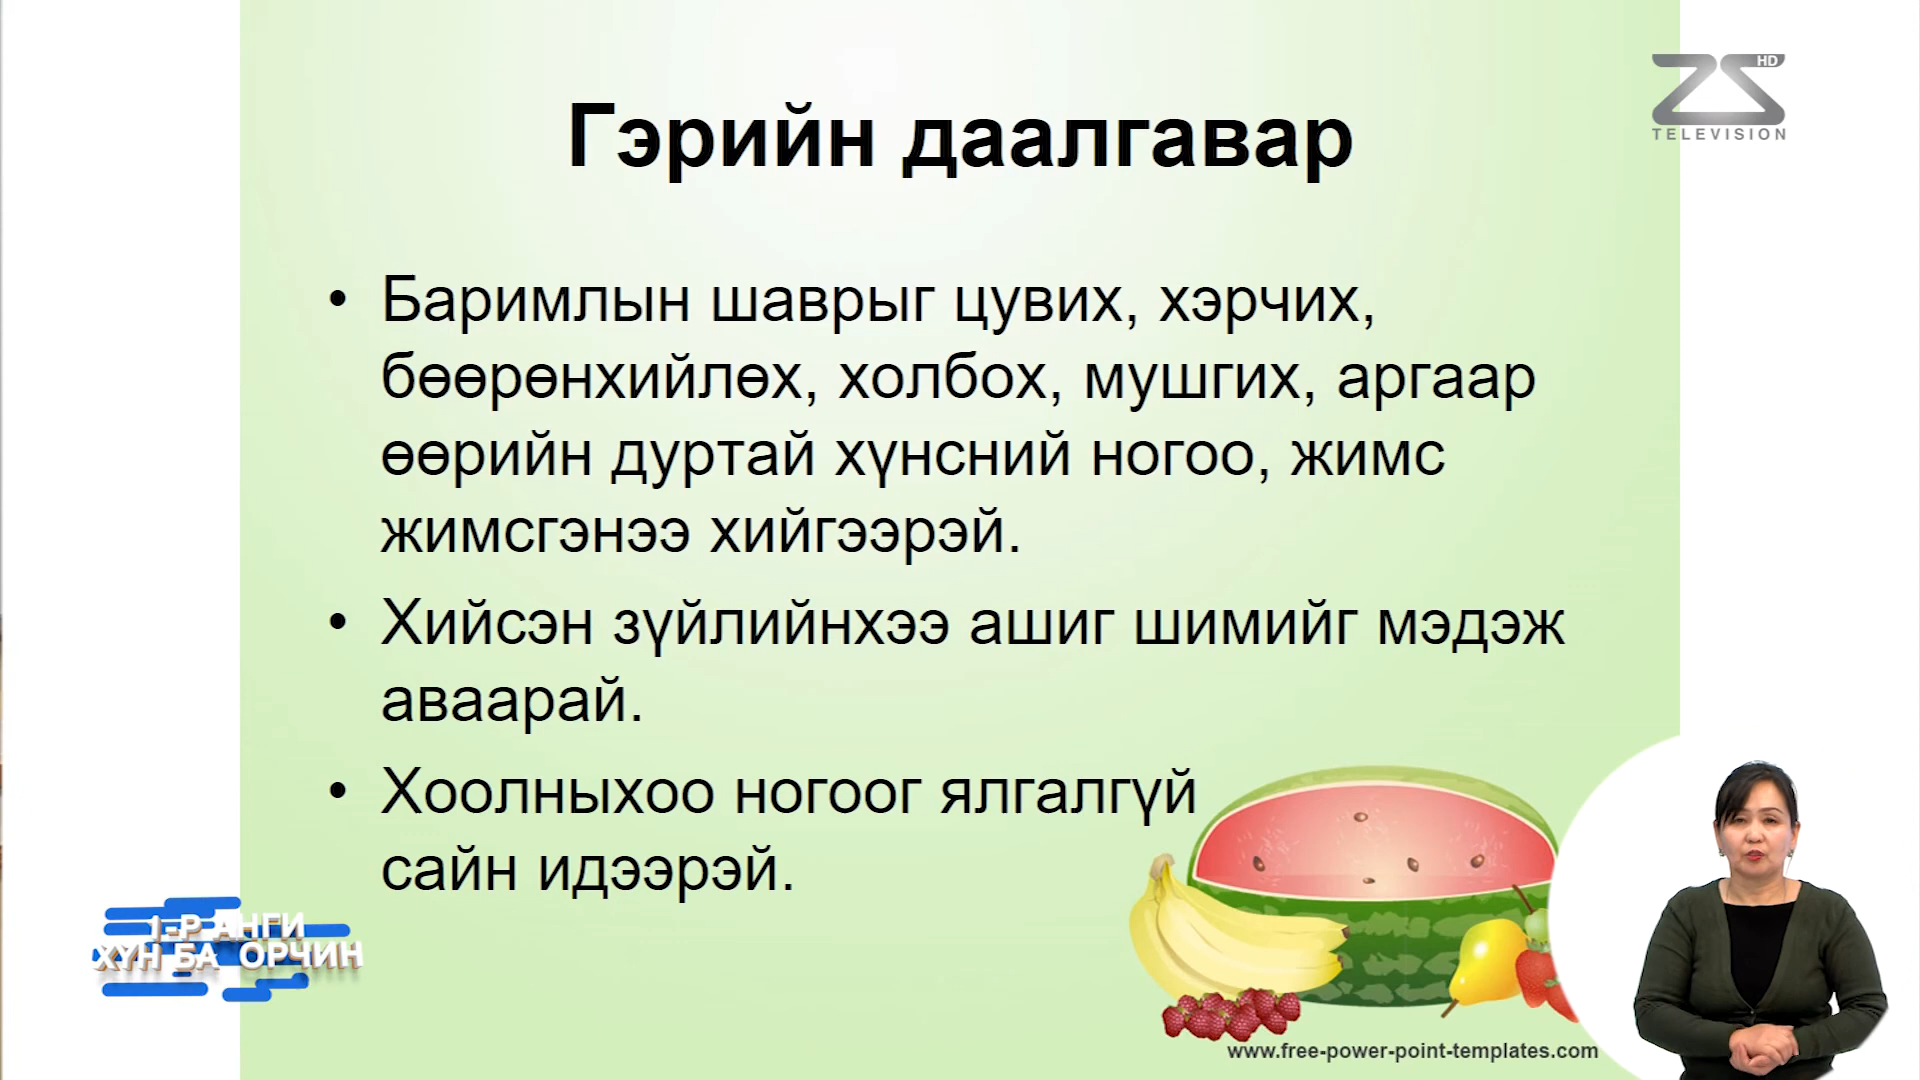 HD
TELEVISION
Гэрийн даалгавар
• Баримлын шаврыг цувих, хэрчих,
бөөрөнхийлөх, холбох, мушгих, аргаар
өөрийн дуртай хүнсний ногоо, жимс
жимсгэнээ хийгээрэй.
• Хийсэн зүйлийнхээ ашиг шимийг мэдэж
аваарай.
• Хоолныхоо ногоог ялгалгүй
сайн идээрэй.
I-Р АНГИ
ХҮН БА ОРЧИН
www.free-power-point-templates.com